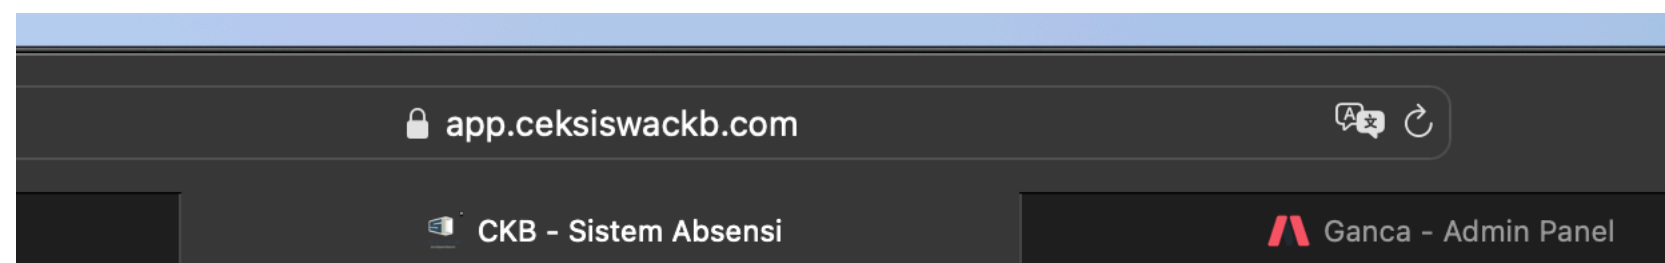 app.ceksiswackb.com
CKB - Sistem Absensi
Ganca - Admin Panel